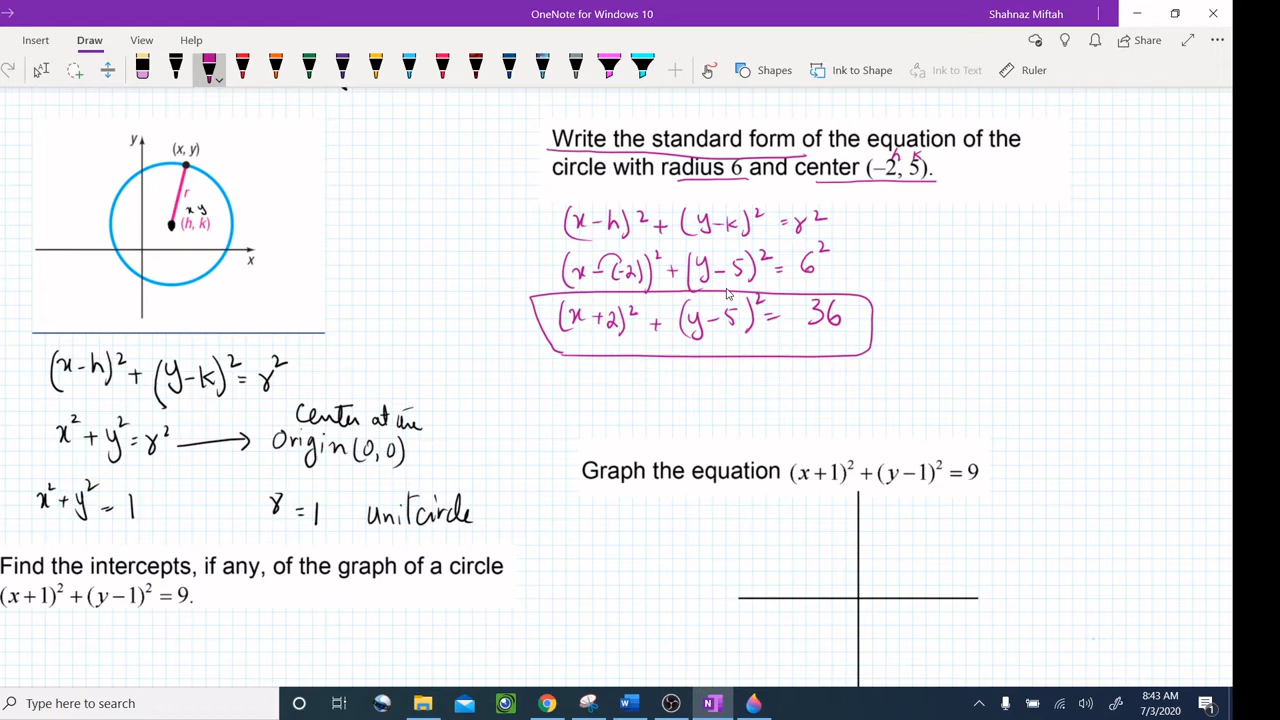 OneNote for Windows 10
Shahnaz Miftah
Insert
Draw
View
Help
Share
Shapes
Ink to Shape
Ink to Text
Ruler
y
(x, y)
r
x y
(h, k)
x
(x-h)² + (y-k)² = r²
x² + y² = r² → Center at the
Origin (0, 0)
x² + y² = 1 r = 1 unit circle
Find the intercepts, if any, of the graph of a circle
(x+1)² + (y−1)² = 9.
Write the standard form of the equation of the
h k
circle with radius 6 and center (−2, 5).
(x-h)² + (y-k)² = r²
(x-(-2))² + (y-5)² = 6²
(x+2)² + (y-5)² = 36
Graph the equation (x+1)² + (y−1)² = 9
Type here to search
8:43 AM
7/3/2020
1